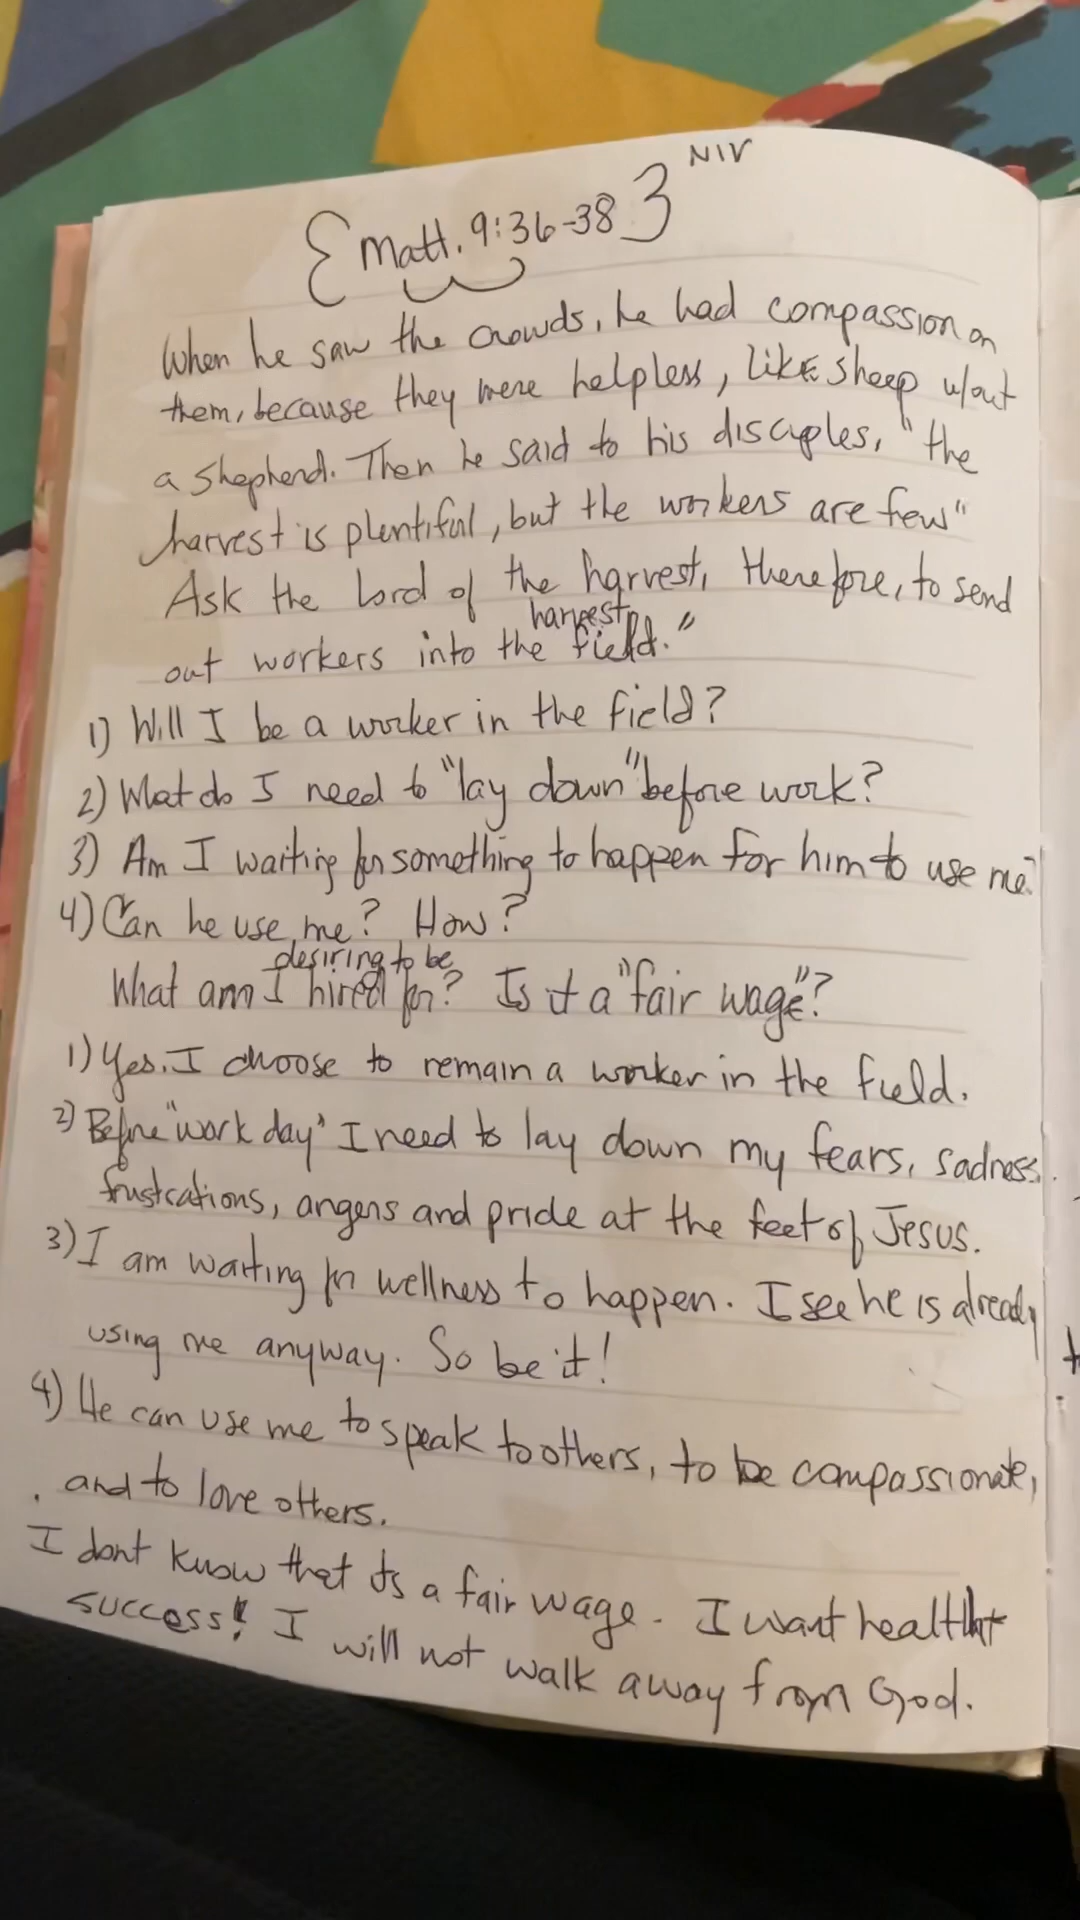 {Matt. 9:36-38} NIV
When he saw the crowds, he had compassion on
them, because they were helpless, like sheep w/out
a shepherd. Then he said to his disciples, "the
harvest is plentiful, but the workers are few"
Ask the Lord of the harvest, therefore, to send
out workers into the harvest field."
1) Will I be a worker in the field?
2) What do I need to "lay down" before work?
3) Am I waiting for something to happen for him to use me?
4) Can he use me? How?
What am I desiring to be hired for? Is it a "fair wage"?
1) Yes, I choose to remain a worker in the field.
2) Before "work day" I need to lay down my fears, sadness
frustrations, angers and pride at the feet of Jesus.
3) I am waiting for wellness to happen. I see he is already
using me anyway. So be it!
4) He can use me to speak to others, to be compassionate,
and to love others.
I dont know that its a fair wage - I want health
success! I will not walk away from God.